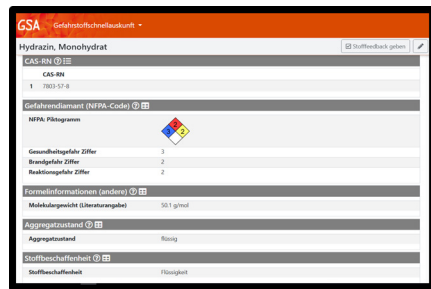 GSA Gefahrstoffschnellauskunft
Hydrazin, Monohydrat Stofffeedback geben
CAS-RN
CAS-RN
1 7803-57-8
Gefahrendiamant (NFPA-Code)
NFPA: Piktogramm
2
3 2
Gesundheitsgefahr Ziffer 3
Brandgefahr Ziffer 2
Reaktionsgefahr Ziffer 2
Formelinformationen (andere)
Molekulargewicht (Literaturangabe) 50.1 g/mol
Aggregatzustand
Aggregatzustand flüssig
Stoffbeschaffenheit
Stoffbeschaffenheit Flüssigkeit